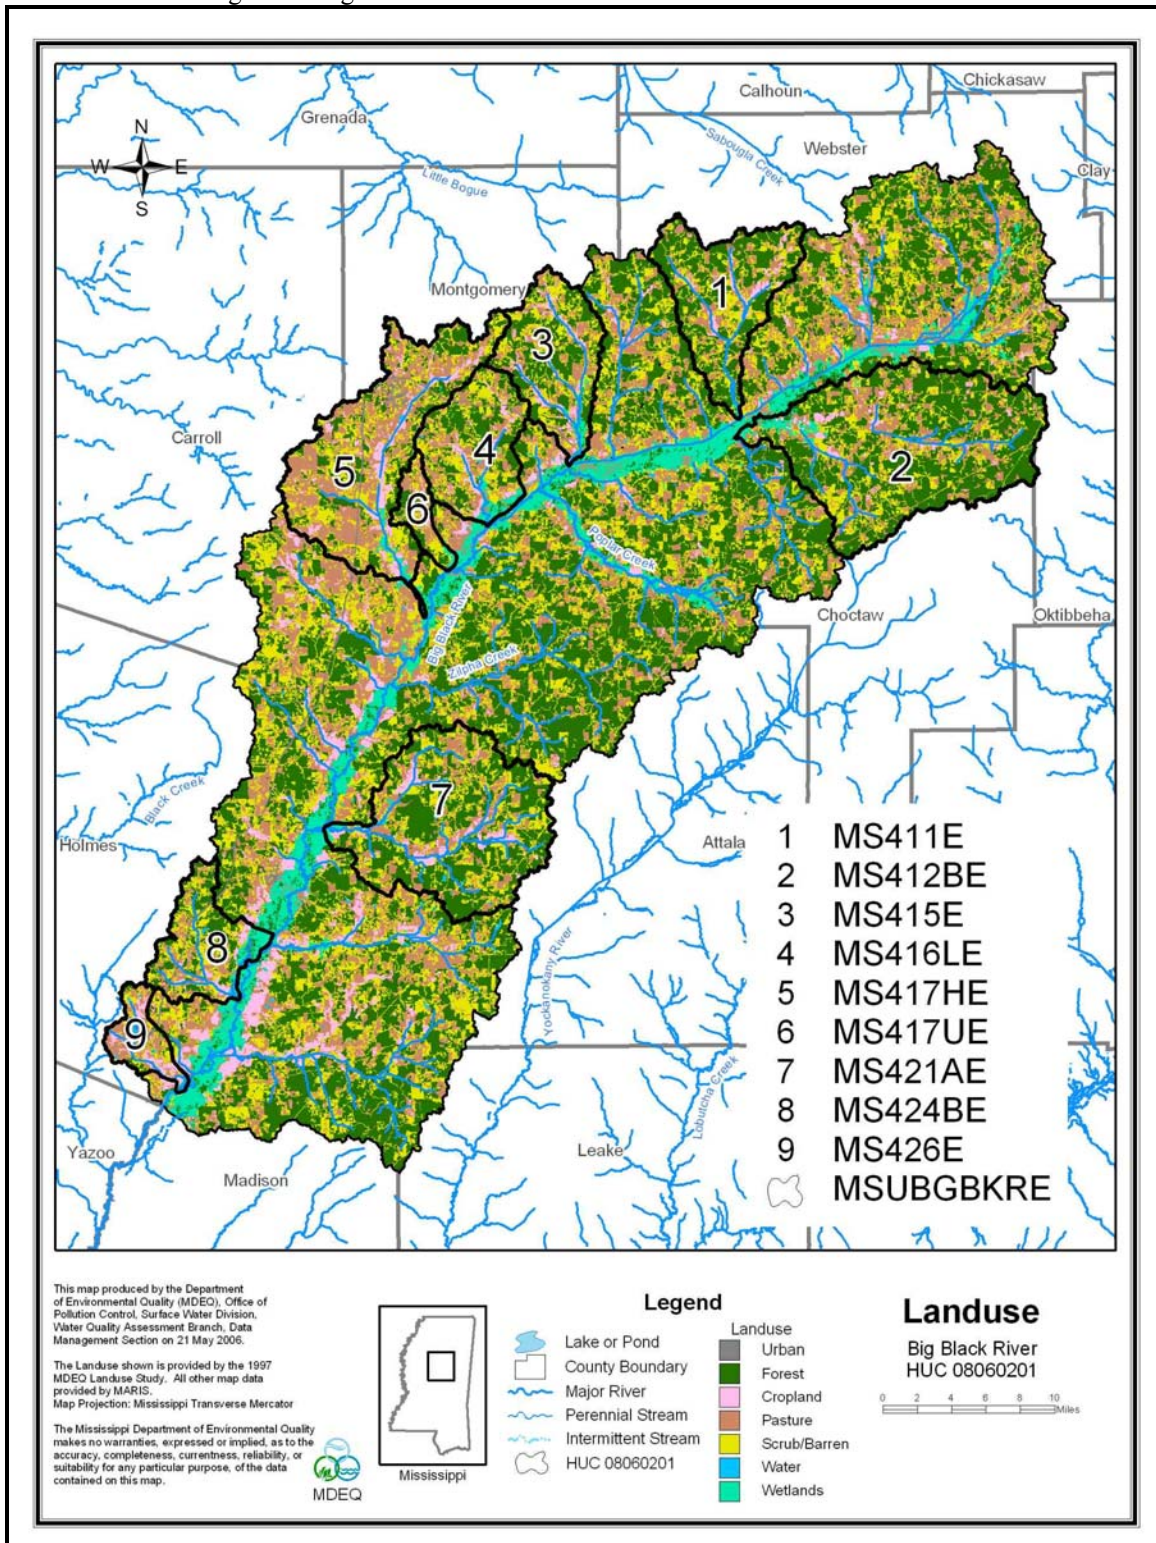 Chickasaw
Calhoun
Grenada
Sabougla Creek
Webster
N
W E
S
Clay
Little Bogue
Montgomery
1
3
Carroll
4
2
5
6
Poplar Creek
Choctaw
Oktibbeha
Big Black River
Zilpha Creek
Black Creek
7
Holmes
Attala
1 MS411E
2 MS412BE
3 MS415E
4 MS416LE
5 MS417HE
6 MS417UE
7 MS421AE
8 MS424BE
9 MS426E
MSUBGBKRE
8
Yockanokany River
9
Lobutcha Creek
Yazoo
Leake
Madison
This map produced by the Department
of Environmental Quality (MDEQ), Office of
Pollution Control, Surface Water Division,
Water Quality Assessment Branch, Data
Management Section on 21 May 2006.
The Landuse shown is provided by the 1997
MDEQ Landuse Study. All other map data
provided by MARIS.
Map Projection: Mississippi Transverse Mercator
The Mississippi Department of Environmental Quality
makes no warranties, expressed or implied, as to the
accuracy, completeness, currentness, reliability, or
suitability for any particular purpose, of the data
contained on this map.
MDEQ
Mississippi
Legend
Lake or Pond
County Boundary
Major River
Perennial Stream
Intermittent Stream
HUC 08060201
Landuse
Urban
Forest
Cropland
Pasture
Scrub/Barren
Water
Wetlands
Landuse
Big Black River
HUC 08060201
0 2 4 6 8 10
Miles